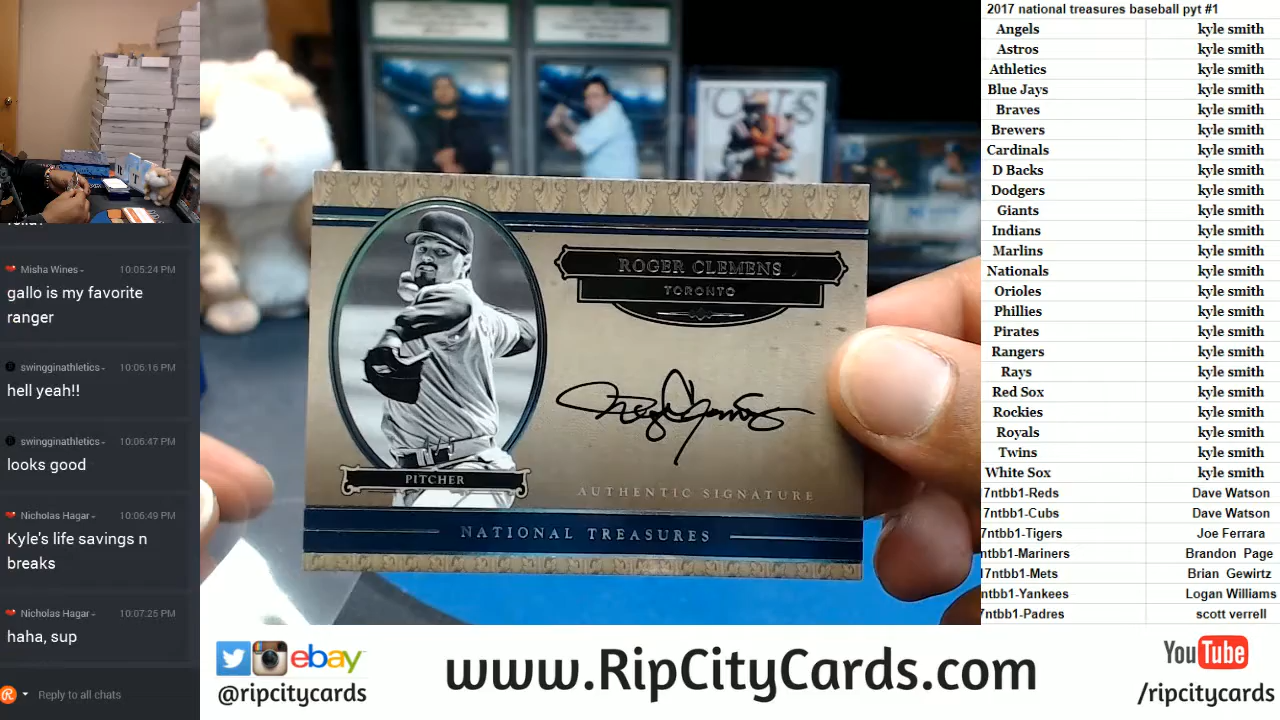 Misha Wines- 10:05:24 PM
gallo is my favorite
ranger
swingginathletics- 10:06:16 PM
hell yeah!!
swingginathletics- 10:06:47 PM
looks good
Nicholas Hagar- 10:06:49 PM
Kyle's life savings n
breaks
Nicholas Hagar- 10:07:25 PM
haha, sup
Reply to all chats
ROGER CLEMENS
TORONTO
PITCHER
AUTHENTIC SIGNATURE
NATIONAL TREASURES
2017 national treasures baseball pyt #1
Angels kyle smith
Astros kyle smith
Athletics kyle smith
Blue Jays kyle smith
Braves kyle smith
Brewers kyle smith
Cardinals kyle smith
D Backs kyle smith
Dodgers kyle smith
Giants kyle smith
Indians kyle smith
Marlins kyle smith
Nationals kyle smith
Orioles kyle smith
Phillies kyle smith
Pirates kyle smith
Rangers kyle smith
Rays kyle smith
Red Sox kyle smith
Rockies kyle smith
Royals kyle smith
Twins kyle smith
White Sox kyle smith
7ntbb1-Reds Dave Watson
7ntbb1-Cubs Dave Watson
7ntbb1-Tigers Joe Ferrara
ntbb1-Mariners Brandon Page
7ntbb1-Mets Brian Gewirtz
ntbb1-Yankees Logan Williams
7ntbb1-Padres scott verrell
ebay
@ripcitycards
www.RipCityCards.com
YouTube
/ripcitycards